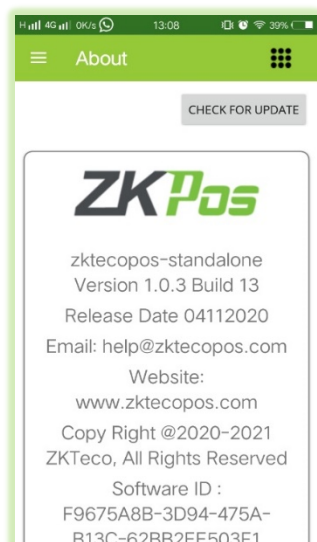 H 4G 0K/s 13:08 39%
About
CHECK FOR UPDATE
ZKPos
zktecopos-standalone
Version 1.0.3 Build 13
Release Date 04112020
Email: help@zktecopos.com
Website:
www.zktecopos.com
Copy Right @2020-2021
ZKTeco, All Rights Reserved
Software ID :
F9675A8B-3D94-475A-
B13C-62BB2EE503F1